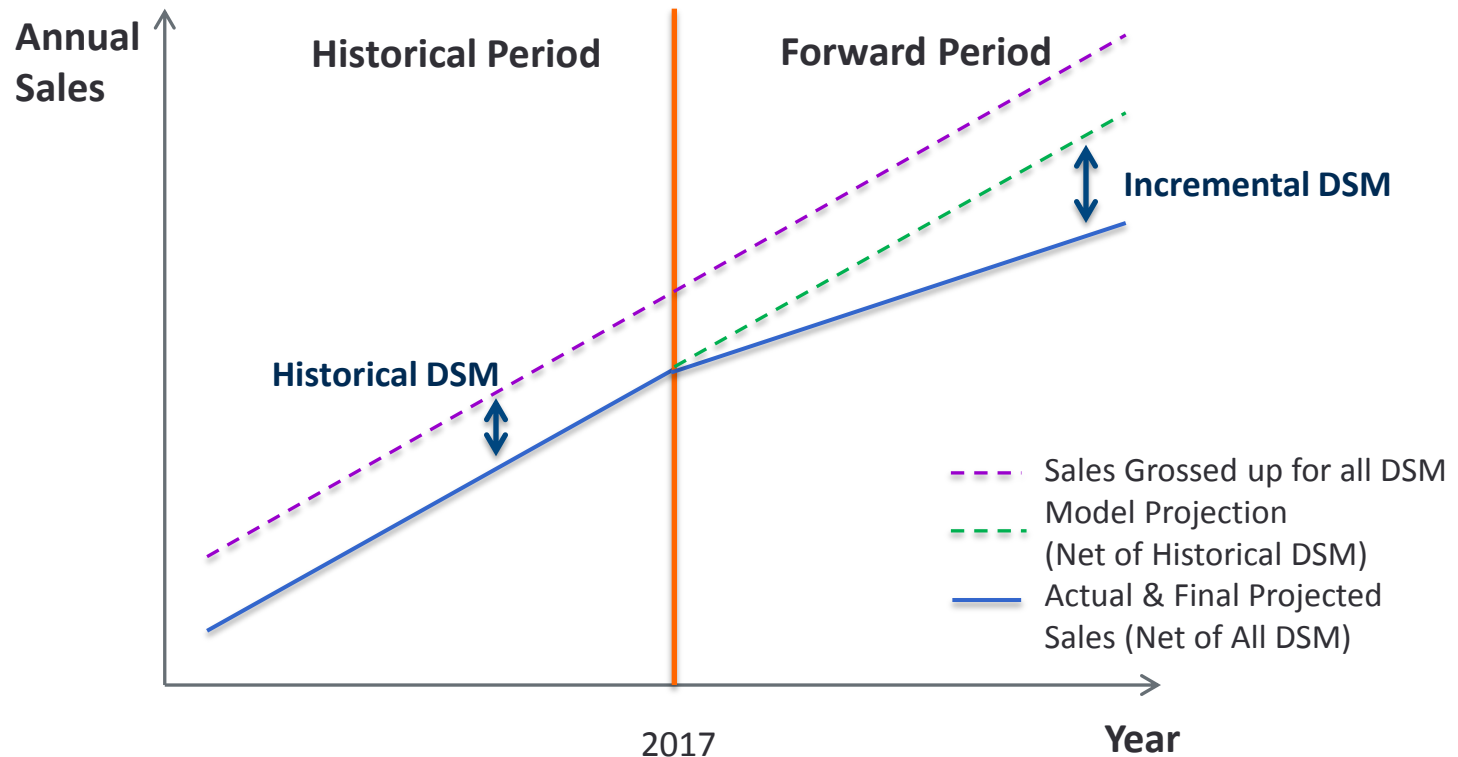 Annual
Sales
Historical Period
Forward Period
Incremental DSM
Historical DSM
Sales Grossed up for all DSM
Model Projection
(Net of Historical DSM)
Actual & Final Projected
Sales (Net of All DSM)
2017
Year